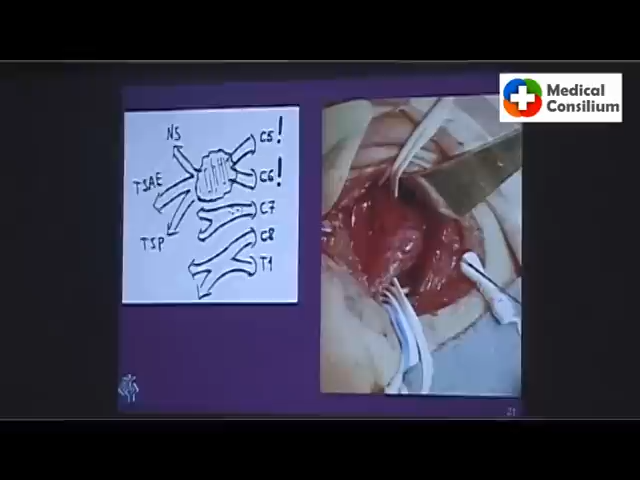 Medical
Consilium
NS
C5!
TSAE
C6!
C7
TSP
C8
T1
21